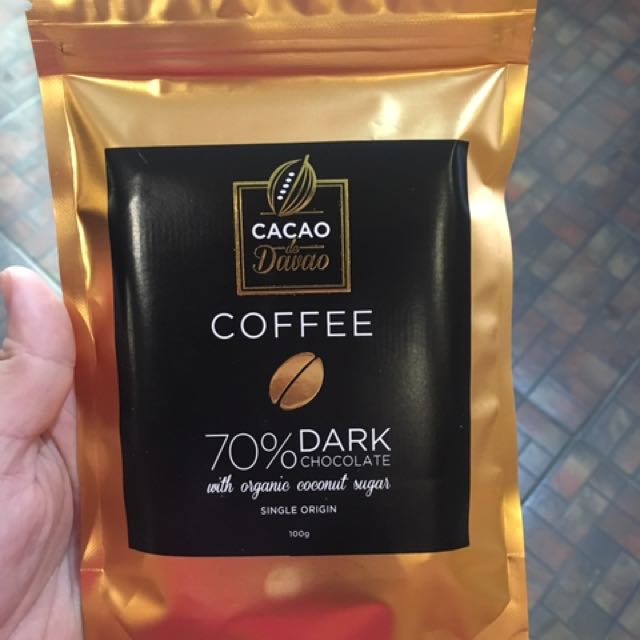 CACAO
de
Davao
COFFEE
70% DARK
CHOCOLATE
with organic coconut sugar
SINGLE ORIGIN
100g